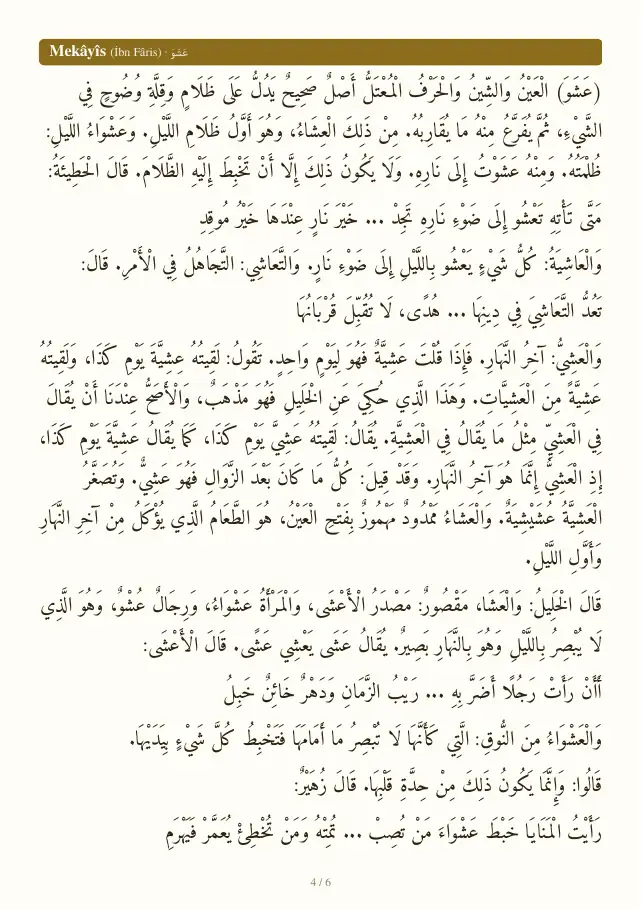 Mekâyîs (İbn Fâris) · عَشَوَ
(عَشَوَ) الْعَيْنُ وَالشِّينُ وَالْحَرْفُ الْمُعْتَلُّ أَصْلٌ صَحِيحٌ يَدُلُّ عَلَى ظَلَامٍ وَقِلَّةِ وُضُوحٍ فِي
الشَّيْءِ، ثُمَّ يُفَرَّعُ مِنْهُ مَا يُقَارِبُهُ. مِنْ ذَلِكَ الْعِشَاءُ، وَهُوَ أَوَّلُ ظَلَامِ اللَّيْلِ. وَعَشْوَاءُ اللَّيْلِ:
ظُلْمَتُهُ. وَمِنْهُ عَشَوْتُ إِلَى نَارِهِ. وَلَا يَكُونُ ذَلِكَ إِلَّا أَنْ تَخْبِطَ إِلَيْهِ الظَّلَامَ. قَالَ الْحَطِيئَةُ:
مَتَّى تَأْتِهِ تَعْشُو إِلَى ضَوْءِ نَارِهِ تَجِدْ ... خَيْرَ نَارٍ عِنْدَهَا خَيْرُ مُوقِدِ
وَالْعَاشِيَةُ: كُلُّ شَيْءٍ يَعْشُو بِاللَّيْلِ إِلَى ضَوْءِ نَارٍ. وَالتَّعَاشِي: التَّجَاهُلُ فِي الْأَمْرِ. قَالَ:
تَعُدُّ التَّعَاشِيَ فِي دِينِهَا ... هُدًى، لَا تُقُبِّلَ قُرْبَانُهَا
وَالْعَشِيُّ: آخِرُ النَّهَارِ. فَإِذَا قُلْتَ عَشِيَّةٌ فَهُوَ لِيَوْمٍ وَاحِدٍ. تَقُولُ: لَقِيتُهُ عِشِيَّةَ يَوْمِ كَذَا، وَلَقِيتُهُ
عَشِيَّةً مِنَ الْعَشِيَّاتِ. وَهَذَا الَّذِي حُكِيَ عَنِ الْخَلِيلِ فَهُوَ مَذْهَبٌ، وَالْأَصَحُّ عِنْدَنَا أَنْ يُقَالَ
فِي الْعَشِيِّ مِثْلُ مَا يُقَالُ فِي الْعَشِيَّةِ. يُقَالُ: لَقِيتُهُ عَشِيَّ يَوْمِ كَذَا، كَمَا يُقَالُ عَشِيَّةَ يَوْمِ كَذَا،
إِذِ الْعَشِيُّ إِنَّمَا هُوَ آخِرُ النَّهَارِ. وَقَدْ قِيلَ: كُلُّ مَا كَانَ بَعْدَ الزَّوَالِ فَهُوَ عَشِيٌّ. وَتُصَغَّرُ
الْعَشِيَّةُ عُشَيْشِيَةٌ. وَالْعَشَاءُ مَمْدُودٌ مَهْمُوزٌ بِفَتْحِ الْعَيْنِ، هُوَ الطَّعَامُ الَّذِي يُؤْكَلُ مِنْ آخِرِ النَّهَارِ
وَأَوَّلِ اللَّيْلِ.
قَالَ الْخَلِيلُ: وَالْعَشَا، مَقْصُورٌ: مَصْدَرُ الْأَعْشَى، وَالْمَرْأَةُ عَشْوَاءُ، وَرِجَالٌ عُشْوٌ، وَهُوَ الَّذِي
لَا يُبْصِرُ بِاللَّيْلِ وَهُوَ بِالنَّهَارِ بَصِيرٌ. يُقَالُ عَشَى يَعْشِي عَشًى. قَالَ الْأَعْشَى:
أَأَنْ رَأَتْ رَجُلًا أَضَرَّ بِهِ ... رَيْبُ الزَّمَانِ وَدَهْرٌ خَائِنٌ خَبِلُ
وَالْعَشْوَاءُ مِنَ النُّوقِ: الَّتِي كَأَنَّهَا لَا تُبْصِرُ مَا أَمَامَهَا فَتَخْبِطُ كُلَّ شَيْءٍ بِيَدَيْهَا.
قَالُوا: وَإِنَّمَا يَكُونُ ذَلِكَ مِنْ حِدَّةِ قَلْبِهَا. قَالَ زُهَيْرٌ:
رَأَيْتُ الْمَنَايَا خَبْطَ عَشْوَاءَ مَنْ تُصِبْ ... تُمِتْهُ وَمَنْ تُخْطِئْ يُعَمَّرْ فَيَهْرَمِ
4 / 6